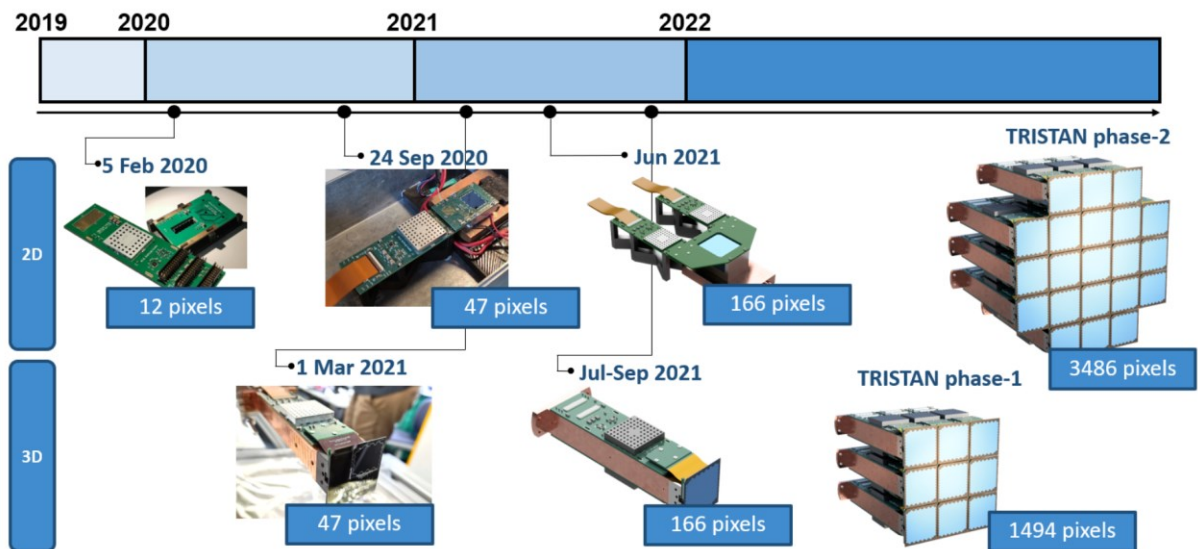 2019
2020
2021
2022
5 Feb 2020
24 Sep 2020
Jun 2021
TRISTAN phase-2
2D
12 pixels
47 pixels
166 pixels
3486 pixels
1 Mar 2021
Jul-Sep 2021
TRISTAN phase-1
3D
47 pixels
166 pixels
1494 pixels